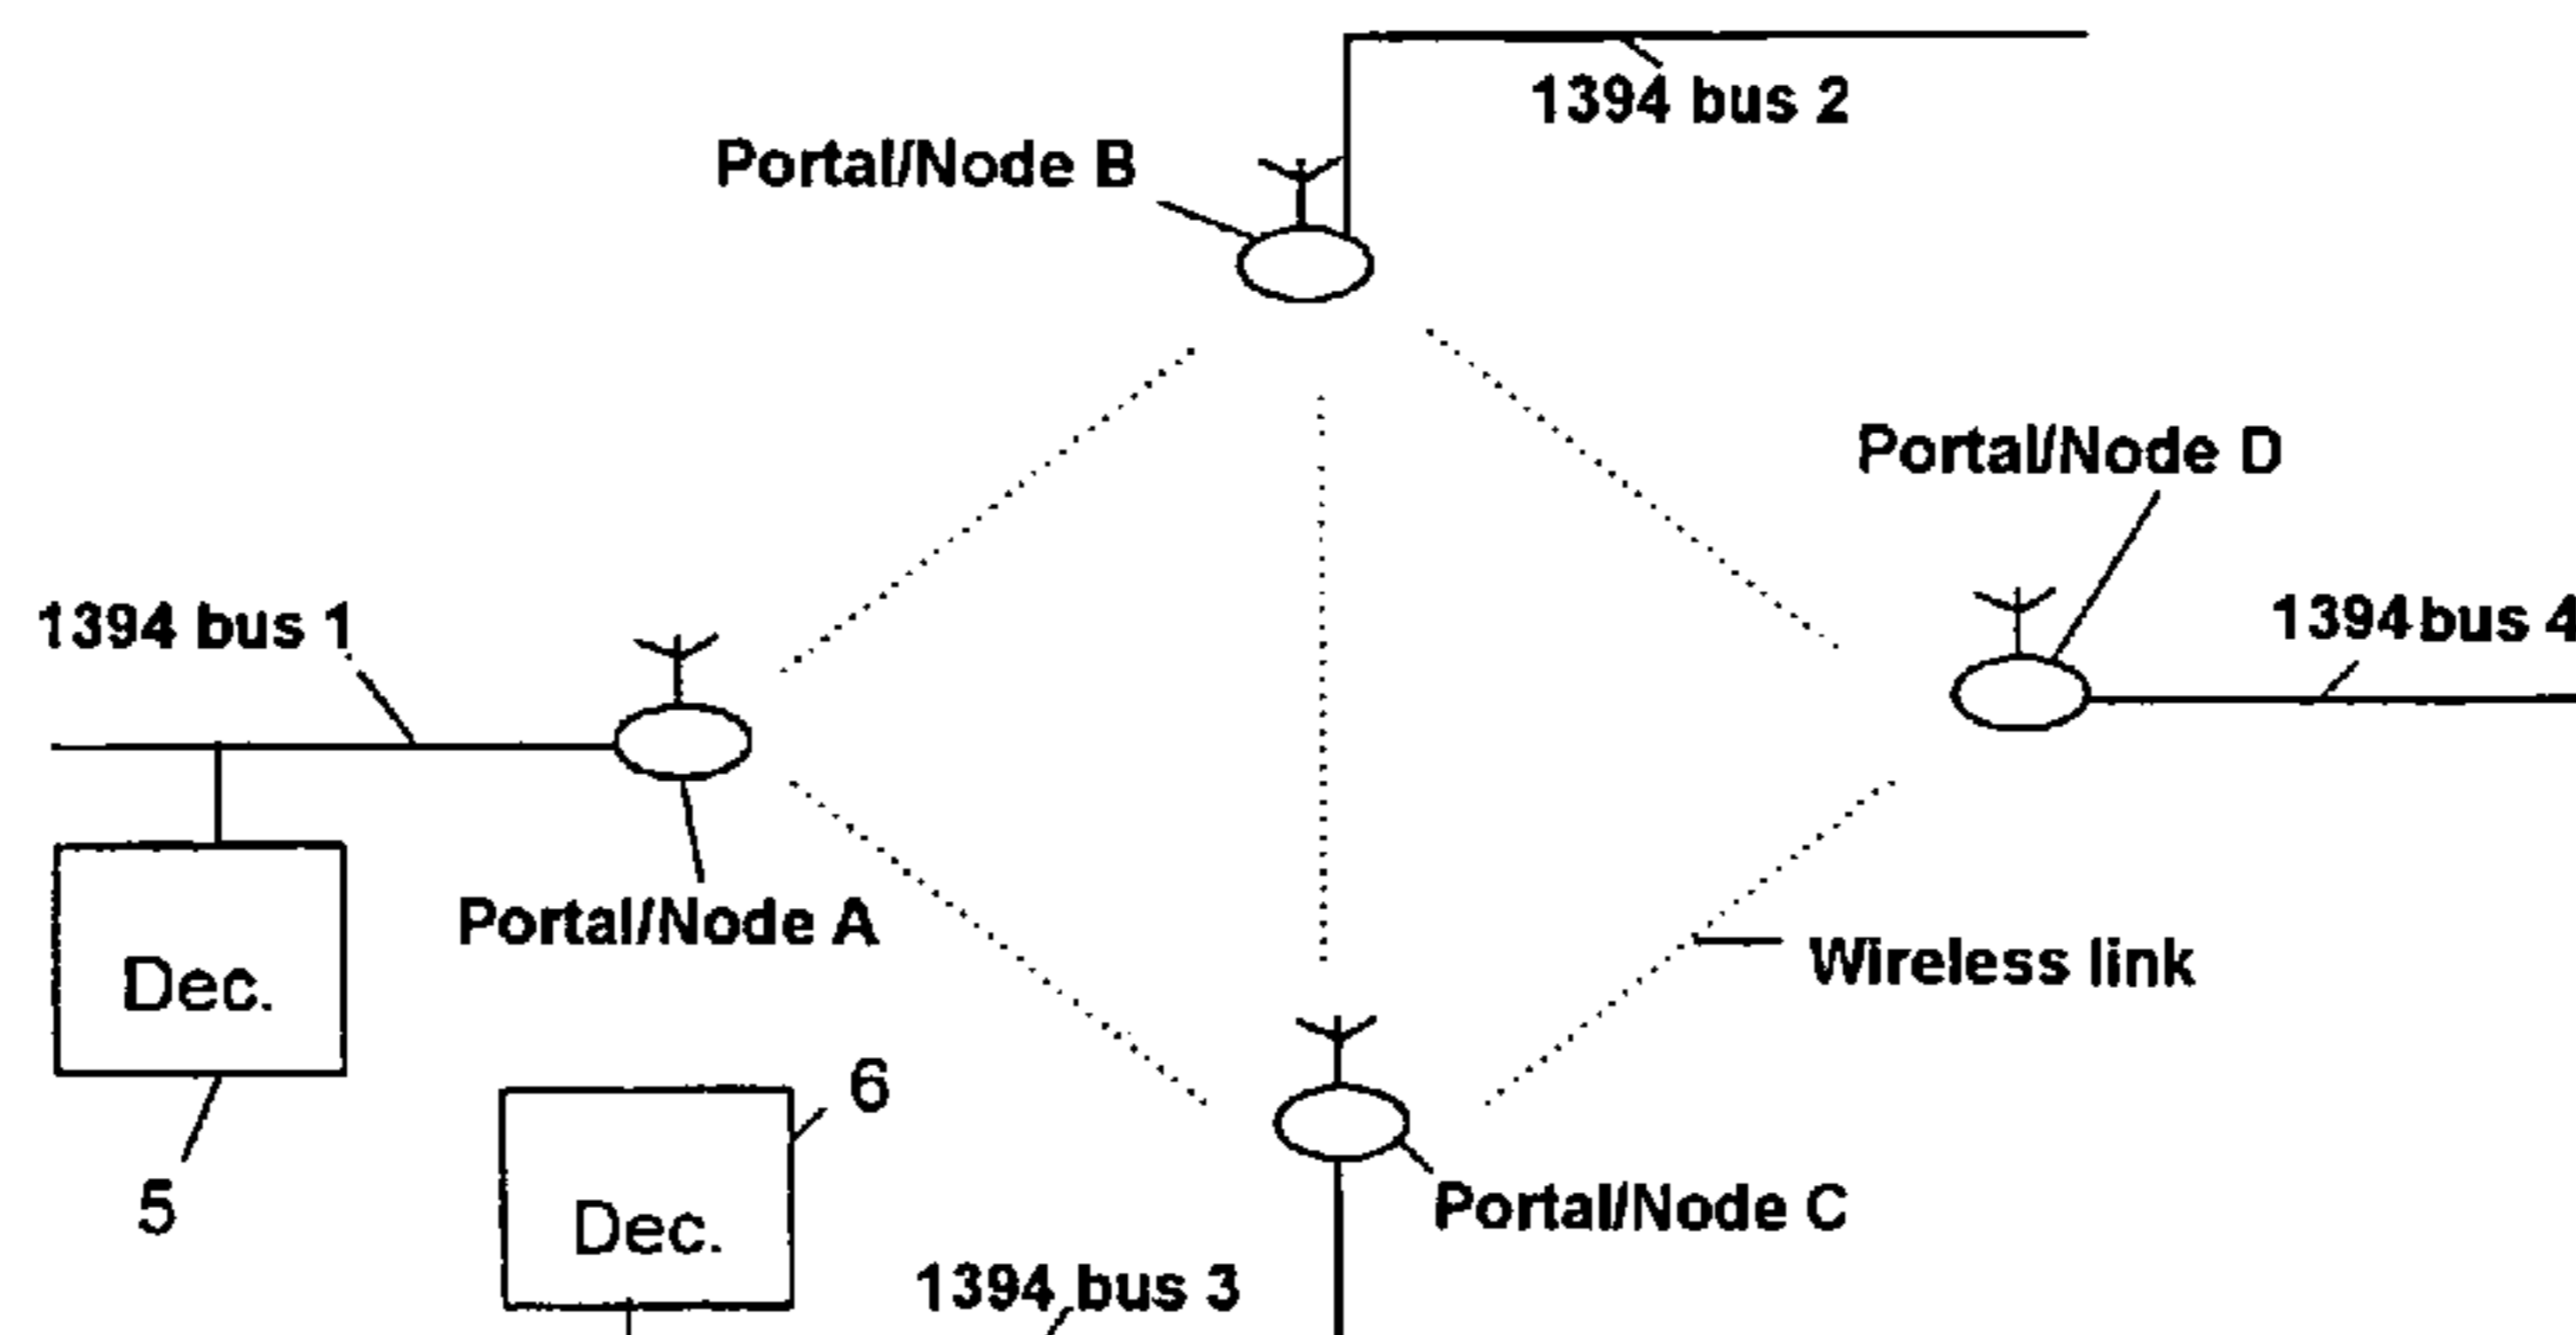 1394 bus 2
Portal/Node B
Portal/Node D
1394 bus 1
1394 bus 4
Portal/Node A
Wireless link
Dec.
6
5
Portal/Node C
Dec.
1394 bus 3